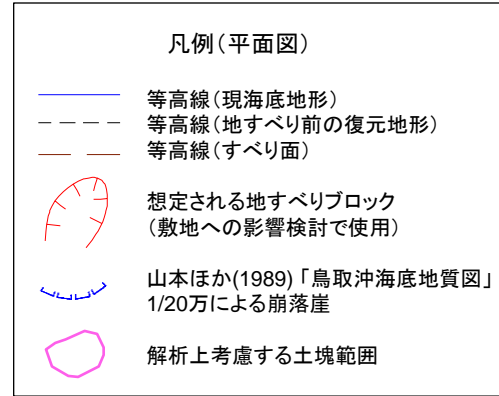 凡例(平面図)
等高線(現海底地形)
等高線(地すべり前の復元地形)
等高線(すべり面)
想定される地すべりブロック
(敷地への影響検討で使用)
山本ほか(1989)「鳥取沖海底地質図」
1/20万による崩落崖
解析上考慮する土塊範囲